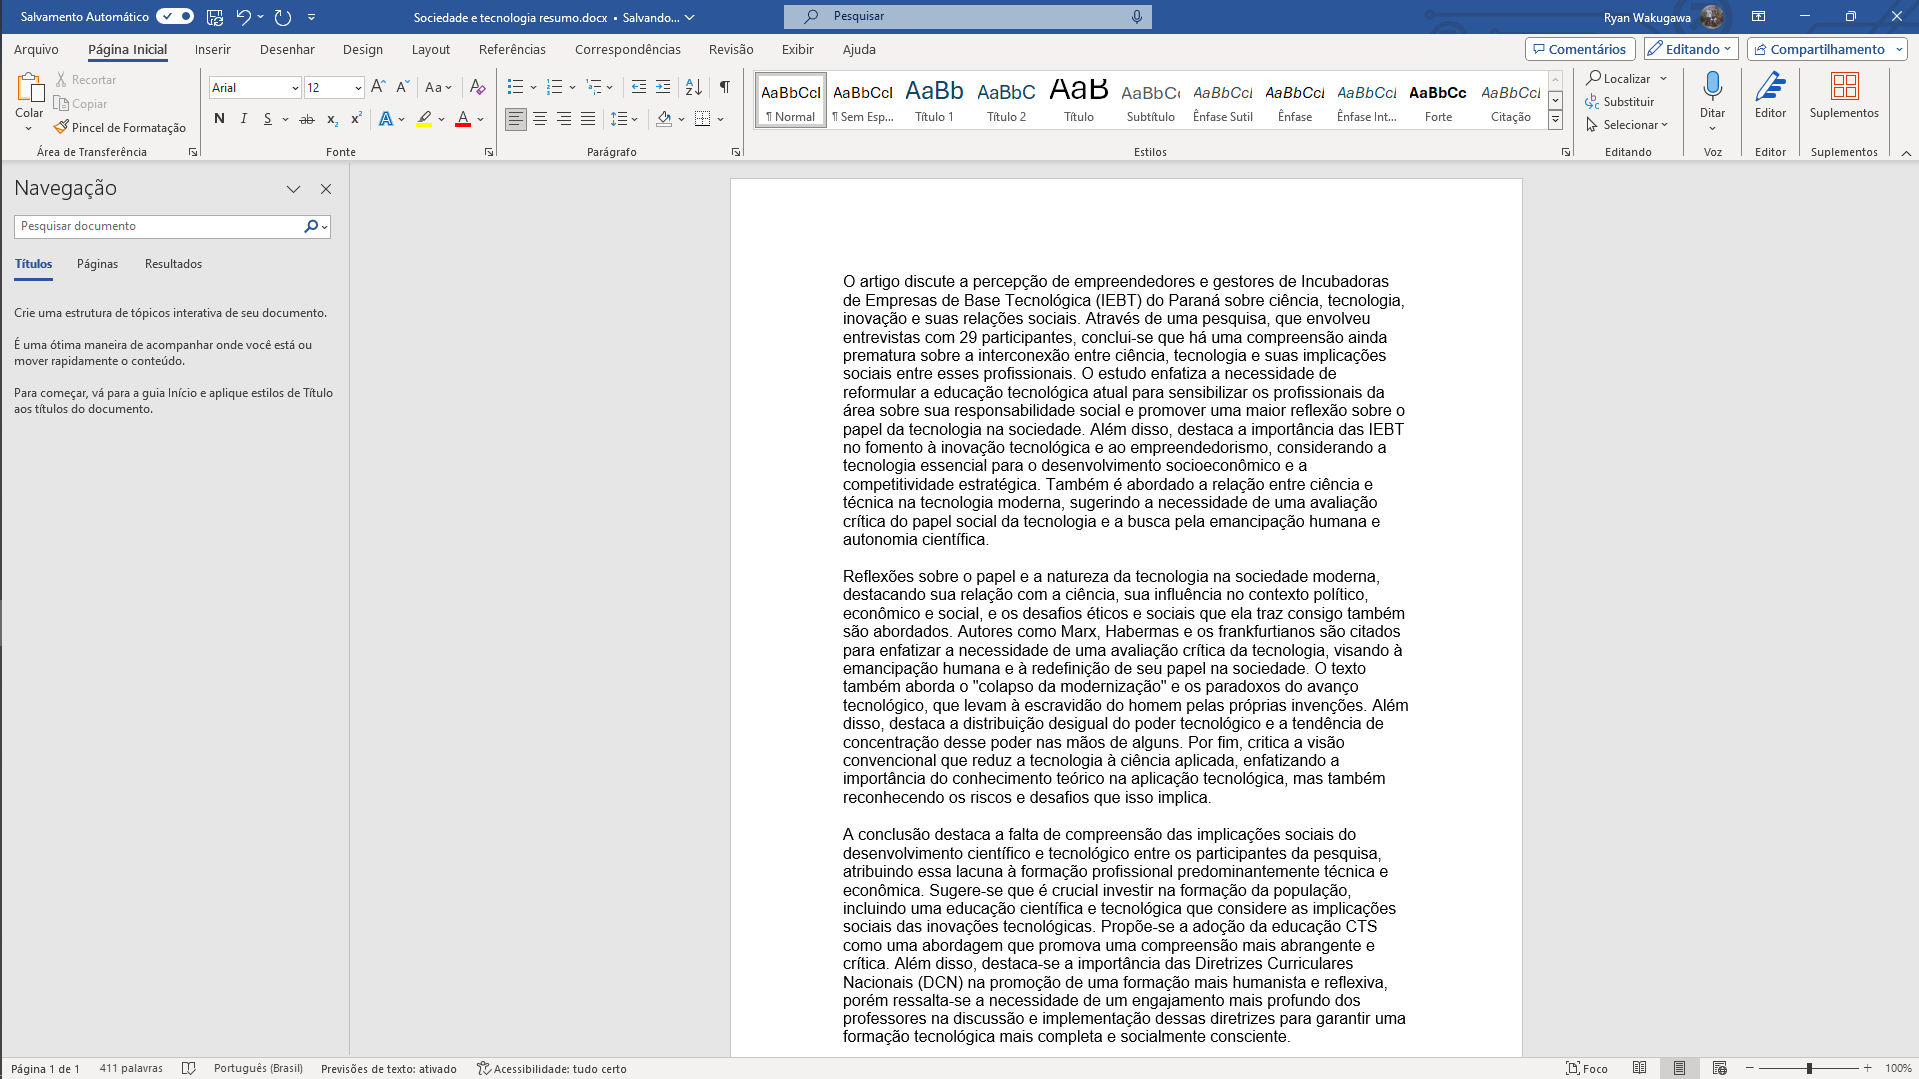 Salvamento Automático
Sociedade e tecnologia resumo.docx • Salvando...
Pesquisar
Ryan Wakugawa
Arquivo Página Inicial Inserir Desenhar Design Layout Referências Correspondências Revisão Exibir Ajuda
Comentários Editando Compartilhamento
Colar
Recortar
Copiar
Pincel de Formatação
Área de Transferência
Arial 12
Aa
N I S ab x₂ x²
A A
Fonte
Parágrafo
AaBbCcI AaBbCcI AaBb AaBbC AaB AaBbCc AaBbCcL AaBbCcL AaBbCcL AaBbCc AaBbCcL
¶ Normal ¶ Sem Esp... Título 1 Título 2 Título Subtítulo Ênfase Sutil Ênfase Ênfase Int... Forte Citação
Estilos
Localizar
Substituir
Selecionar
Editando
Ditar
Voz
Editor
Editor
Suplementos
Suplementos
Navegação
Pesquisar documento
Títulos Páginas Resultados
Crie uma estrutura de tópicos interativa de seu documento.
É uma ótima maneira de acompanhar onde você está ou
mover rapidamente o conteúdo.
Para começar, vá para a guia Início e aplique estilos de Título
aos títulos do documento.
O artigo discute a percepção de empreendedores e gestores de Incubadoras
de Empresas de Base Tecnológica (IEBT) do Paraná sobre ciência, tecnologia,
inovação e suas relações sociais. Através de uma pesquisa, que envolveu
entrevistas com 29 participantes, conclui-se que há uma compreensão ainda
prematura sobre a interconexão entre ciência, tecnologia e suas implicações
sociais entre esses profissionais. O estudo enfatiza a necessidade de
reformular a educação tecnológica atual para sensibilizar os profissionais da
área sobre sua responsabilidade social e promover uma maior reflexão sobre o
papel da tecnologia na sociedade. Além disso, destaca a importância das IEBT
no fomento à inovação tecnológica e ao empreendedorismo, considerando a
tecnologia essencial para o desenvolvimento socioeconômico e a
competitividade estratégica. Também é abordado a relação entre ciência e
técnica na tecnologia moderna, sugerindo a necessidade de uma avaliação
crítica do papel social da tecnologia e a busca pela emancipação humana e
autonomia científica.
Reflexões sobre o papel e a natureza da tecnologia na sociedade moderna,
destacando sua relação com a ciência, sua influência no contexto político,
econômico e social, e os desafios éticos e sociais que ela traz consigo também
são abordados. Autores como Marx, Habermas e os frankfurtianos são citados
para enfatizar a necessidade de uma avaliação crítica da tecnologia, visando à
emancipação humana e à redefinição de seu papel na sociedade. O texto
também aborda o "colapso da modernização" e os paradoxos do avanço
tecnológico, que levam à escravidão do homem pelas próprias invenções. Além
disso, destaca a distribuição desigual do poder tecnológico e a tendência de
concentração desse poder nas mãos de alguns. Por fim, critica a visão
convencional que reduz a tecnologia à ciência aplicada, enfatizando a
importância do conhecimento teórico na aplicação tecnológica, mas também
reconhecendo os riscos e desafios que isso implica.
A conclusão destaca a falta de compreensão das implicações sociais do
desenvolvimento científico e tecnológico entre os participantes da pesquisa,
atribuindo essa lacuna à formação profissional predominantemente técnica e
econômica. Sugere-se que é crucial investir na formação da população,
incluindo uma educação científica e tecnológica que considere as implicações
sociais das inovações tecnológicas. Propõe-se a adoção da educação CTS
como uma abordagem que promova uma compreensão mais abrangente e
crítica. Além disso, destaca-se a importância das Diretrizes Curriculares
Nacionais (DCN) na promoção de uma formação mais humanista e reflexiva,
porém ressalta-se a necessidade de um engajamento mais profundo dos
professores na discussão e implementação dessas diretrizes para garantir uma
formação tecnológica mais completa e socialmente consciente.
Página 1 de 1 411 palavras Português (Brasil) Previsões de texto: ativado Acessibilidade: tudo certo
Foco 100%